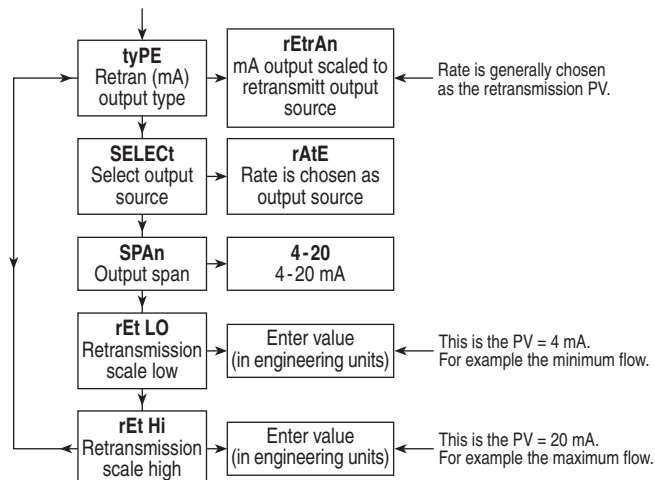 tyPE
Retran (mA)
output type
rEtrAn
mA output scaled to
retransmitt output
source
Rate is generally chosen
as the retransmission PV.
SELECt
Select output
source
rAtE
Rate is chosen as
output source
SPAn
Output span
4-20
4-20 mA
rEt LO
Retransmission
scale low
Enter value
(in engineering units)
This is the PV = 4 mA.
For example the minimum flow.
rEt Hi
Retransmission
scale high
Enter value
(in engineering units)
This is the PV = 20 mA.
For example the maximum flow.